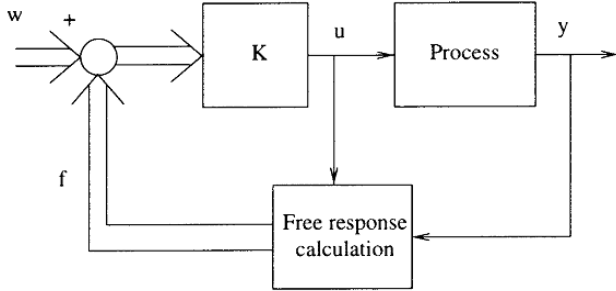 w
+
K
u
Process
y
f
Free response
calculation